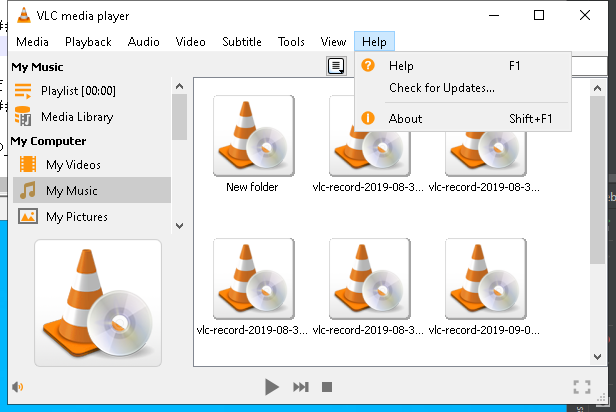 VLC media player
Media Playback Audio Video Subtitle Tools View Help
My Music
Playlist [00:00]
Media Library
My Computer
My Videos
My Music
My Pictures
Help F1
Check for Updates...
About Shift+F1
New folder
vlc-record-2019-08-3...
vlc-record-2019-08-3...
vlc-record-2019-08-3...
vlc-record-2019-08-3...
vlc-record-2019-09-0...